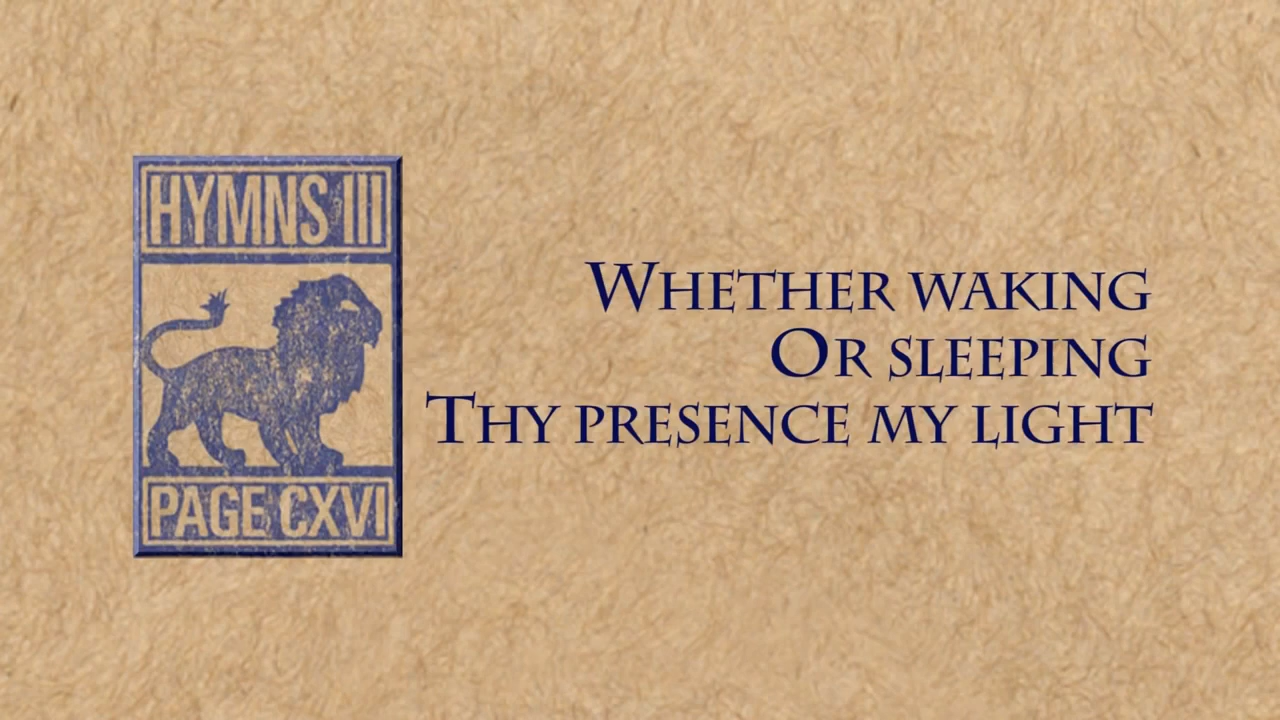 HYMNS III
PAGE CXVI
Whether waking
Or sleeping
Thy presence my light